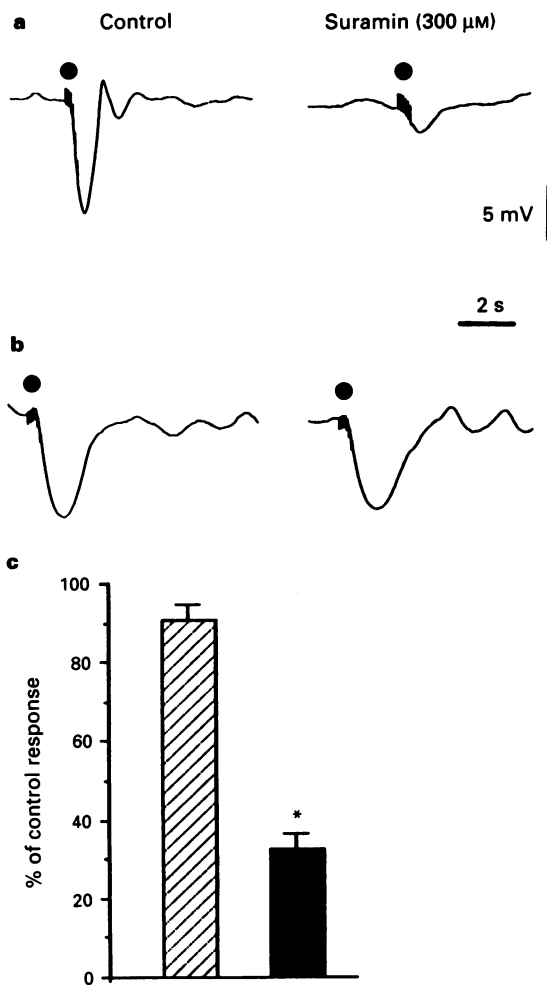 a Control Suramin (300 µM)
5 mV
2 s
b
c
100
80
60
40
20
0
% of control response
*